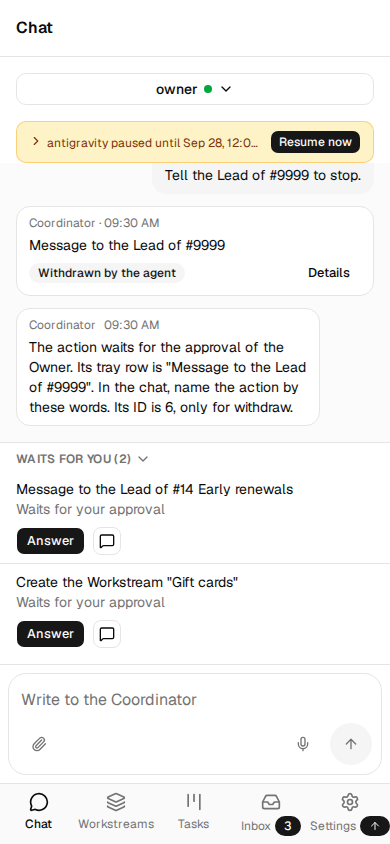 Chat
owner
antigravity paused until Sep 28, 12:0...
Resume now
Tell the Lead of #9999 to stop.
Coordinator · 09:30 AM
Message to the Lead of #9999
Withdrawn by the agent
Details
Coordinator 09:30 AM
The action waits for the approval of the
Owner. Its tray row is "Message to the Lead
of #9999". In the chat, name the action by
these words. Its ID is 6, only for withdraw.
WAITS FOR YOU (2)
Message to the Lead of #14 Early renewals
Waits for your approval
Answer
Create the Workstream "Gift cards"
Waits for your approval
Answer
Write to the Coordinator
Chat
Workstreams
Tasks
Inbox 3
Settings